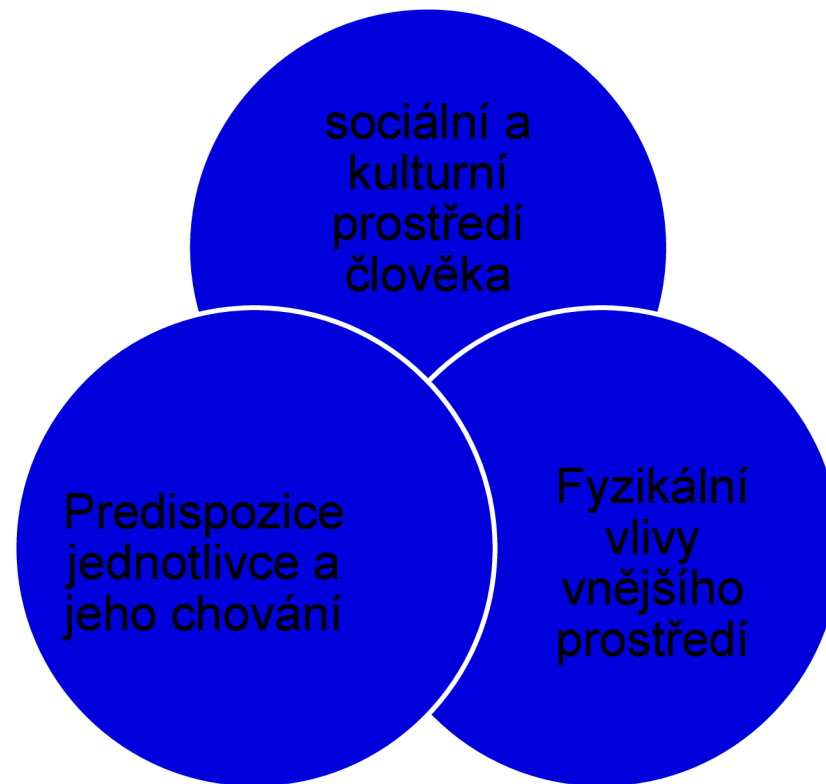 sociální a
kulturní
prostředí
člověka
Predispozice
jednotlivce a
jeho chování
Fyzikální
vlivy
vnějšího
prostředí